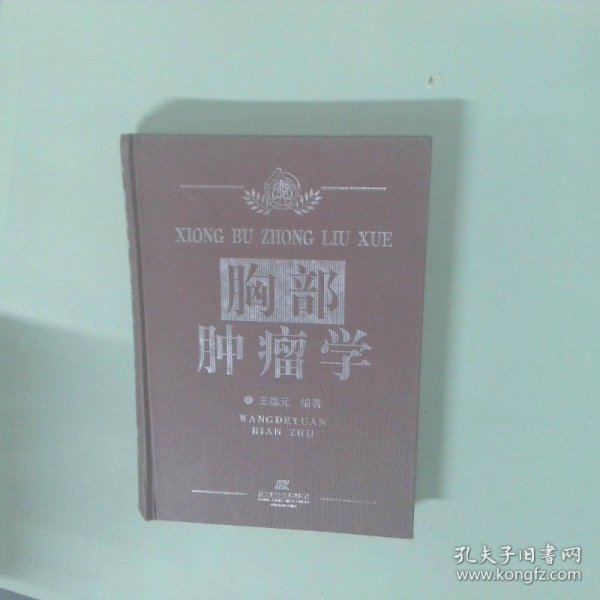 XIONG BU ZHONG LIU XUE
胸部
肿瘤学
王德元 编著
WANGDEYUAN
BIAN ZHU
孔夫子旧书网
www.kongfz.com